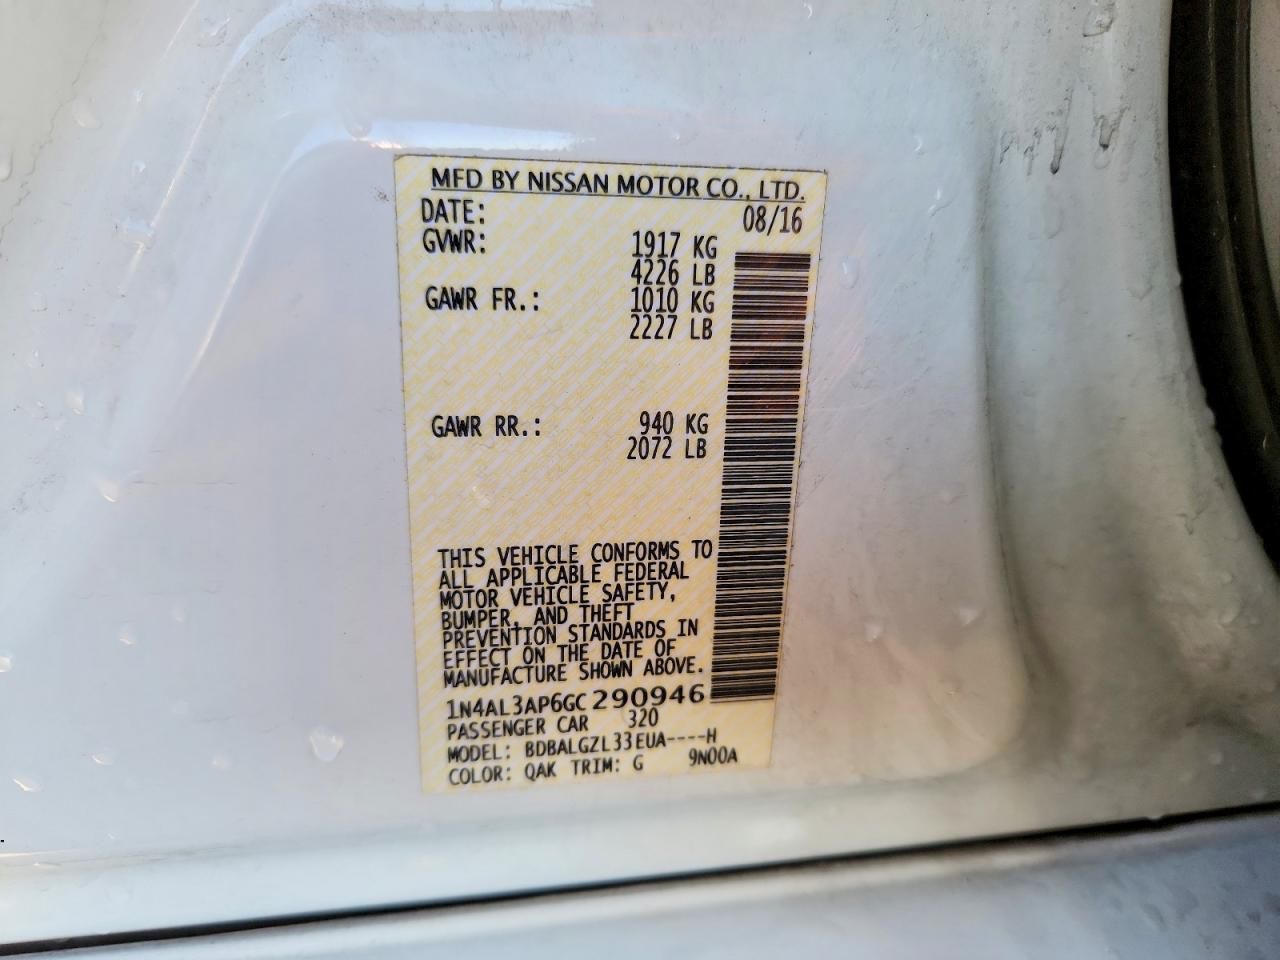 MFD BY NISSAN MOTOR CO., LTD.
DATE: 08/16
GVWR: 1917 KG
4226 LB
GAWR FR.: 1010 KG
2227 LB
GAWR RR.: 940 KG
2072 LB
THIS VEHICLE CONFORMS TO
ALL APPLICABLE FEDERAL
MOTOR VEHICLE SAFETY,
BUMPER, AND THEFT
PREVENTION STANDARDS IN
EFFECT ON THE DATE OF
MANUFACTURE SHOWN ABOVE.
1N4AL3AP6GC290946
PASSENGER CAR 320
MODEL: BDBALGZL33EUA----H
COLOR: QAK TRIM: G 9N00A